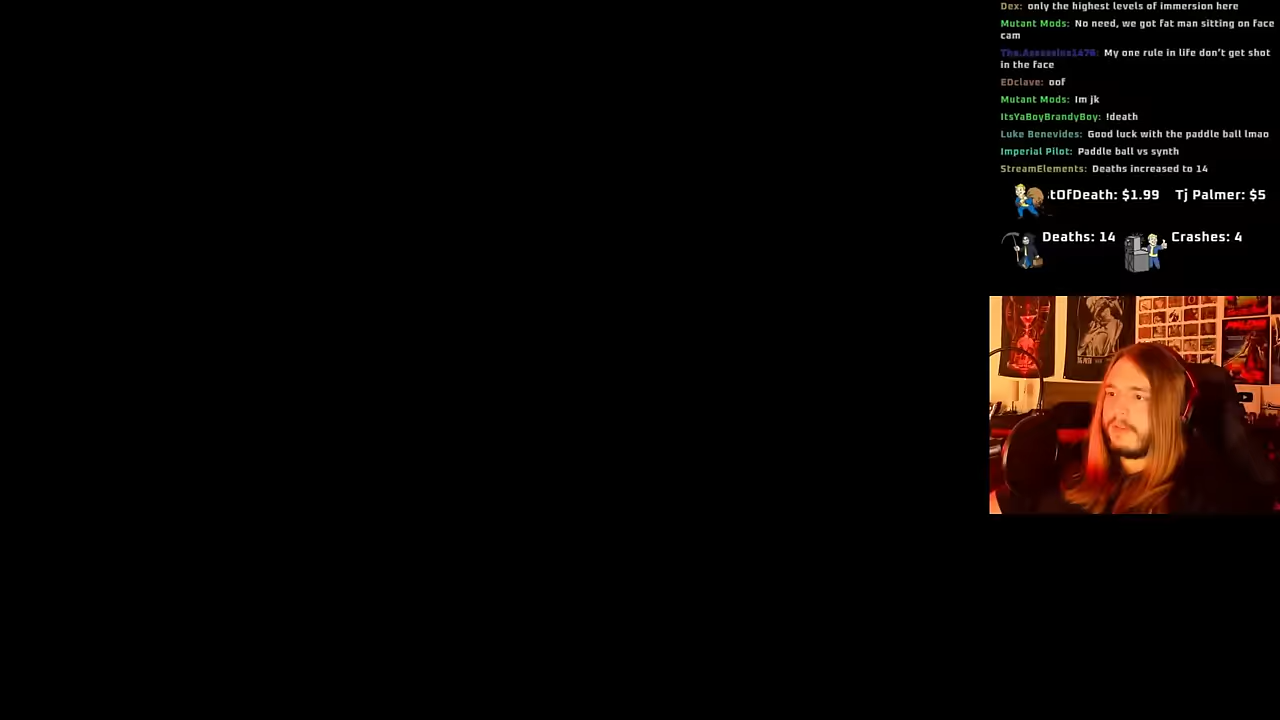 Dex: only the highest levels of immersion here
Mutant Mods: No need, we got fat man sitting on face
cam
My one rule in life don't get shot
in the face
EDclave: oof
Mutant Mods: Im jk
ItsYaBoyBrandyBoy: !death
Luke Benevides: Good luck with the paddle ball lmao
Imperial Pilot: Paddle ball vs synth
StreamElements: Deaths increased to 14
tOfDeath: $1.99 Tj Palmer: $5
Deaths: 14 Crashes: 4